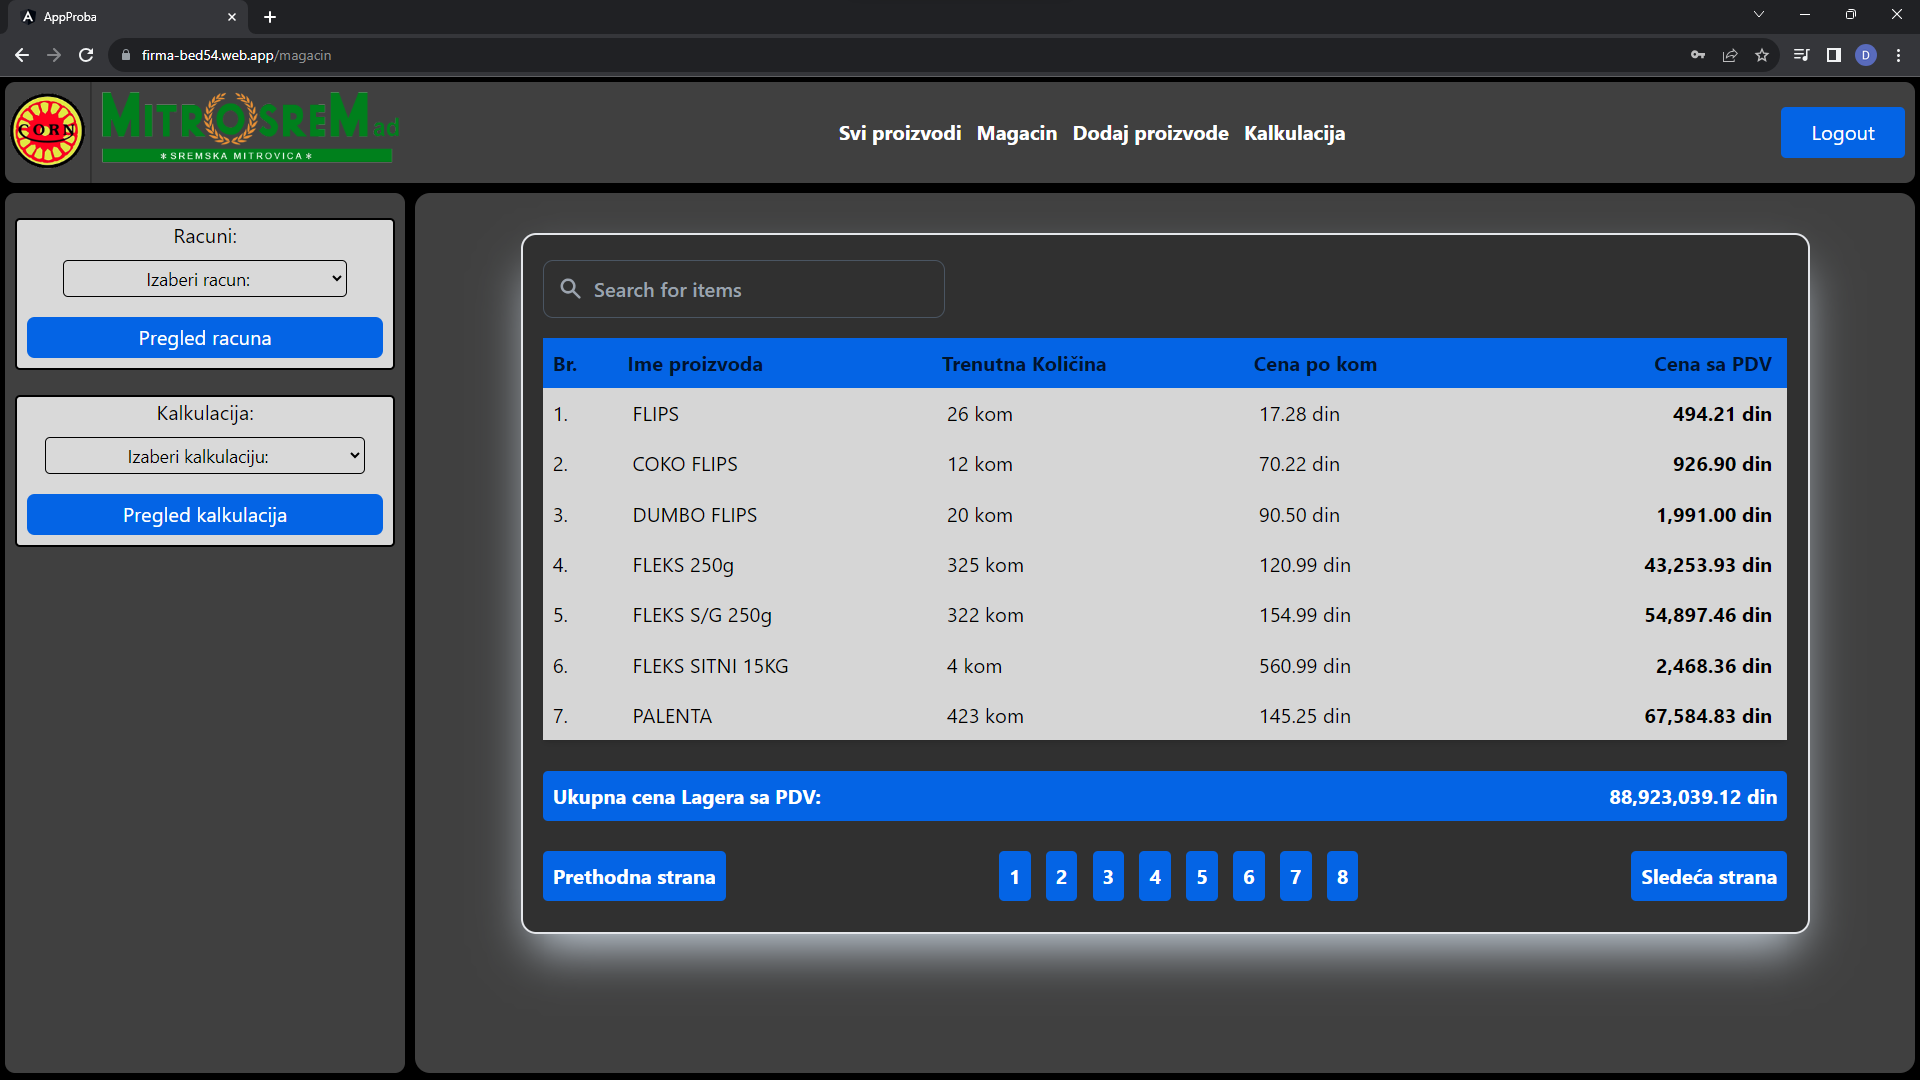 AppProba
firma-bed54.web.app/magacin
D
CORN
MITROSREM ad
* SREMSKA MITROVICA *
Svi proizvodi Magacin Dodaj proizvode Kalkulacija
Logout
Racuni:
Izaberi racun:
Pregled racuna
Kalkulacija:
Izaberi kalkulaciju:
Pregled kalkulacija
Search for items
Br. Ime proizvoda Trenutna Količina Cena po kom Cena sa PDV
1. FLIPS 26 kom 17.28 din 494.21 din
2. COKO FLIPS 12 kom 70.22 din 926.90 din
3. DUMBO FLIPS 20 kom 90.50 din 1,991.00 din
4. FLEKS 250g 325 kom 120.99 din 43,253.93 din
5. FLEKS S/G 250g 322 kom 154.99 din 54,897.46 din
6. FLEKS SITNI 15KG 4 kom 560.99 din 2,468.36 din
7. PALENTA 423 kom 145.25 din 67,584.83 din
Ukupna cena Lagera sa PDV: 88,923,039.12 din
Prethodna strana 1 2 3 4 5 6 7 8 Sledeća strana